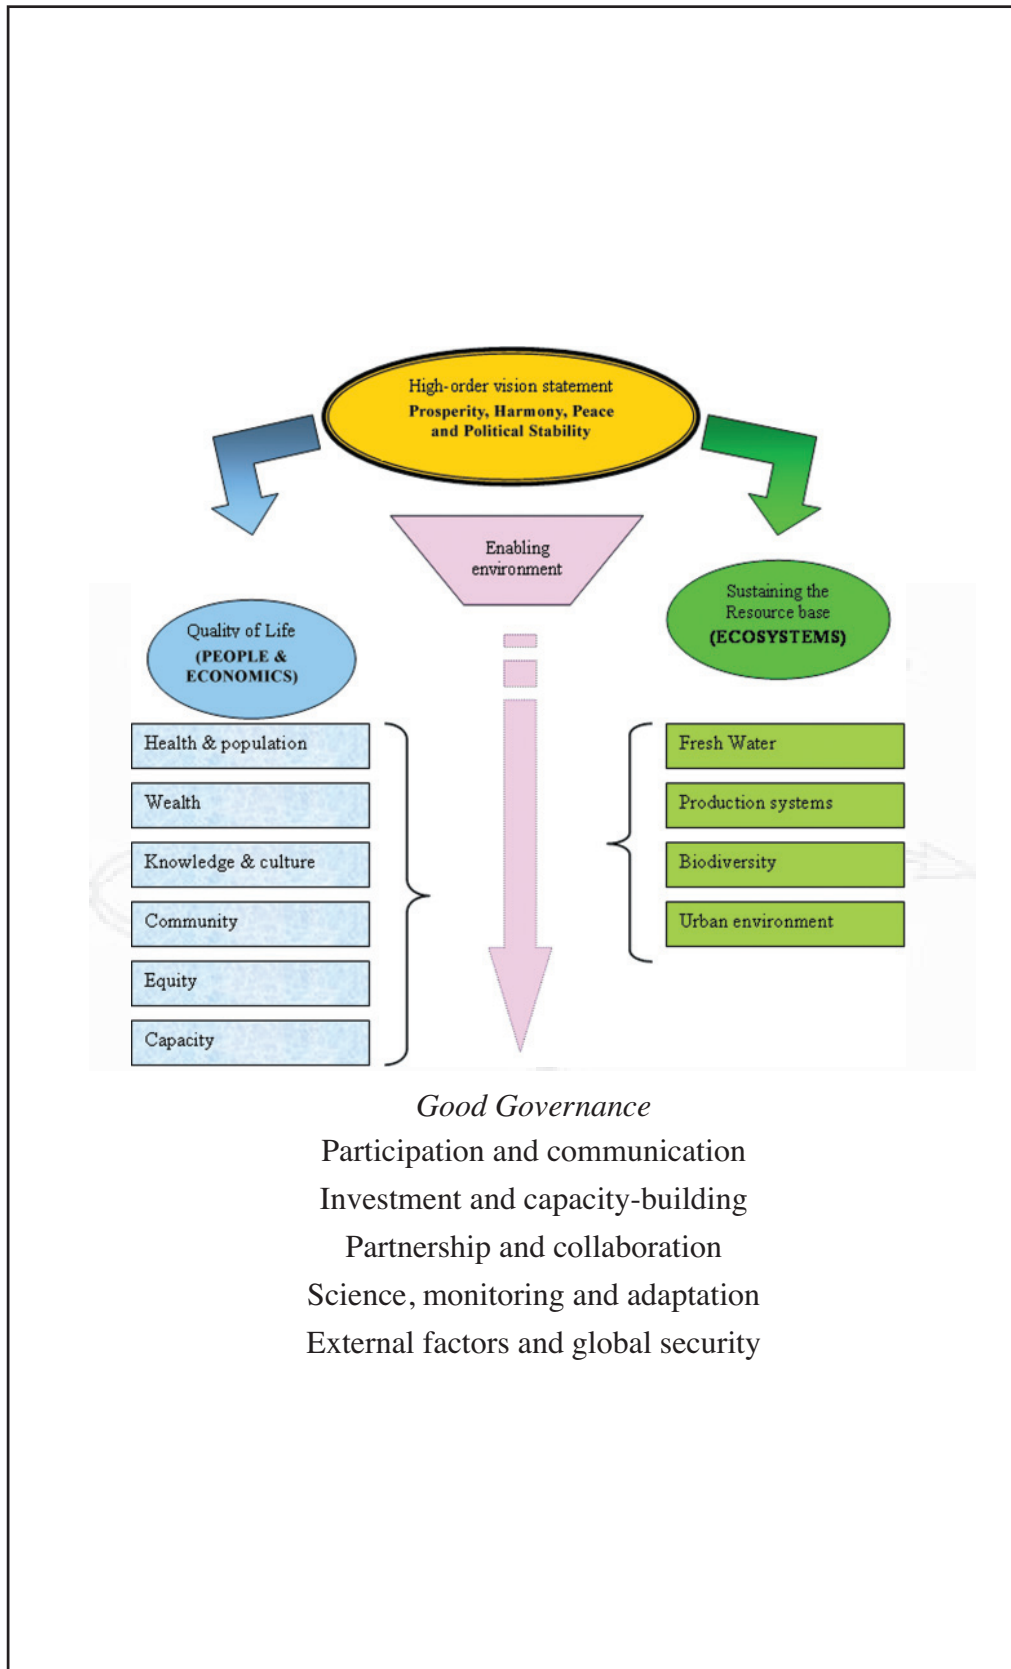 High-order vision statement
Prosperity, Harmony, Peace
and Political Stability
Enabling
environment
Quality of Life
(PEOPLE &
ECONOMICS)
Health & population
Wealth
Knowledge & culture
Community
Equity
Capacity
Sustaining the
Resource base
(ECOSYSTEMS)
Fresh Water
Production systems
Biodiversity
Urban environment
Good Governance
Participation and communication
Investment and capacity-building
Partnership and collaboration
Science, monitoring and adaptation
External factors and global security